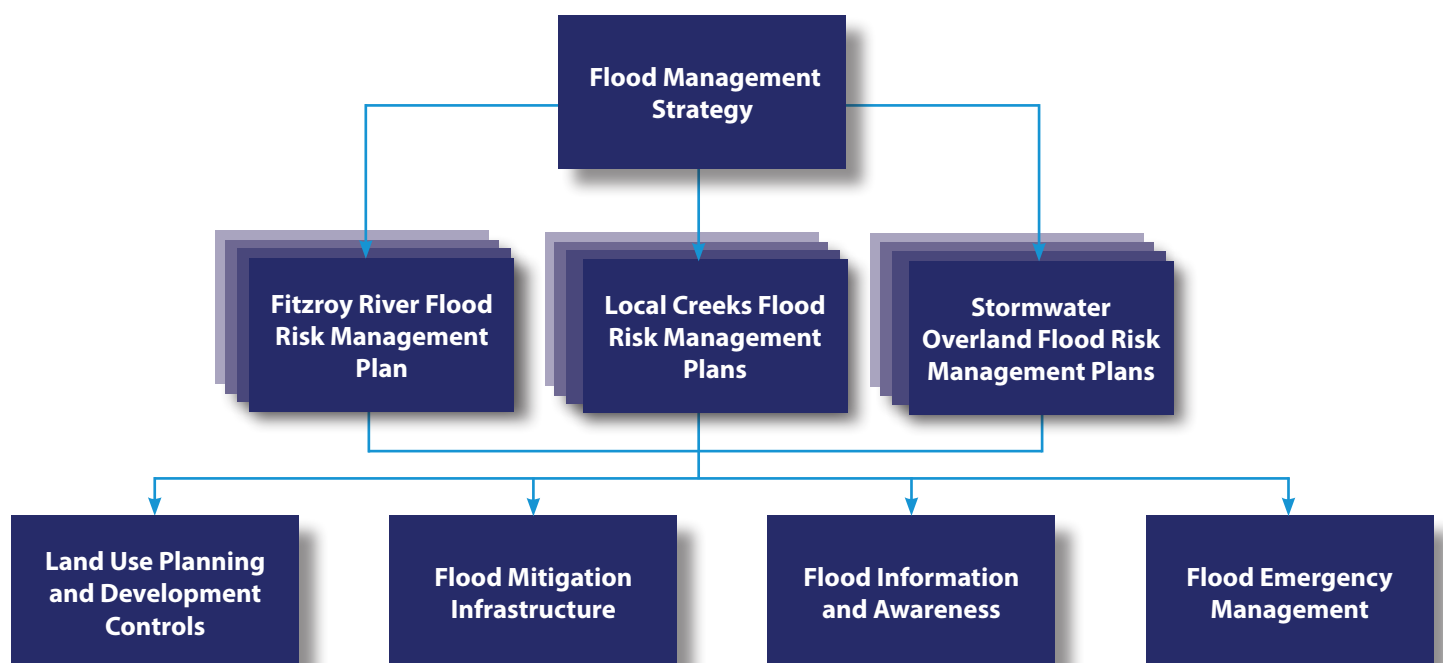 Flood Management
Strategy
Fitzroy River Flood
Risk Management
Plan
Local Creeks Flood
Risk Management
Plans
Stormwater
Overland Flood Risk
Management Plans
Land Use Planning
and Development
Controls
Flood Mitigation
Infrastructure
Flood Information
and Awareness
Flood Emergency
Management